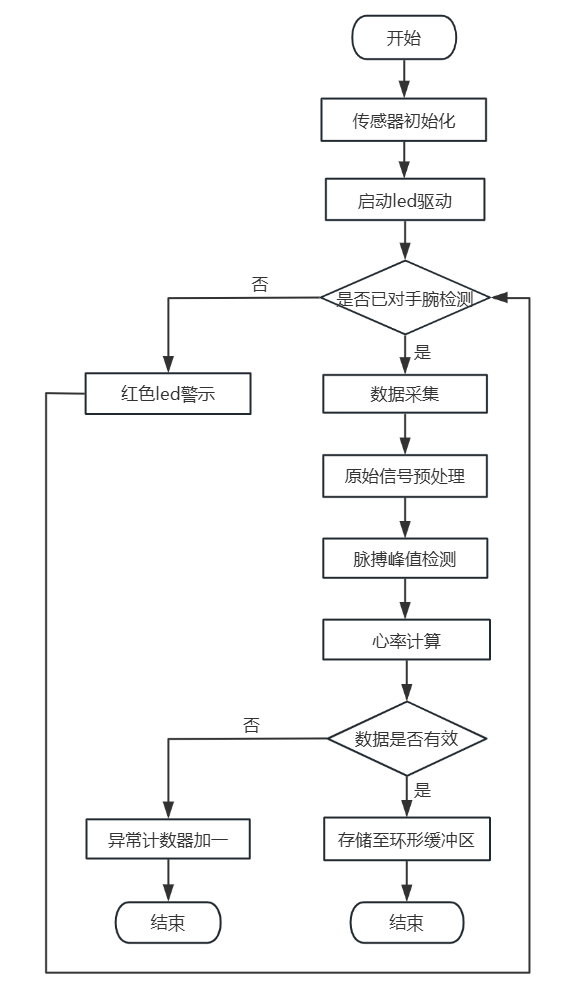 开始
传感器初始化
启动led驱动
是否已对手腕检测
否
是
红色led警示
数据采集
原始信号预处理
脉搏峰值检测
心率计算
数据是否有效
否
是
异常计数器加一
存储至环形缓冲区
结束
结束